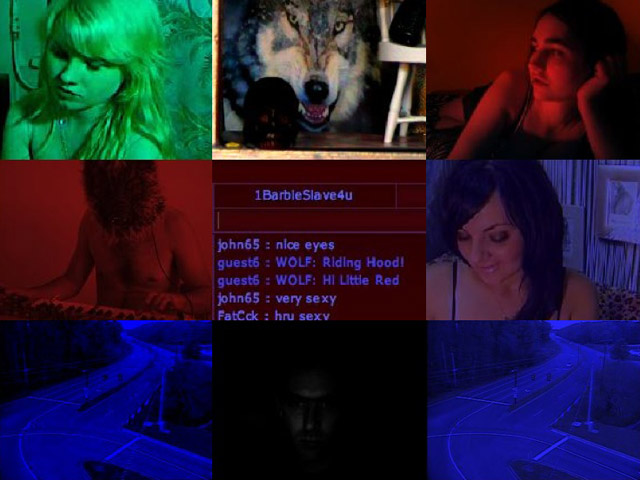 1BarbieSlave4u
john65 : nice eyes
guest6 : WOLF: Riding Hood!
guest6 : WOLF: Hi Little Red
john65 : very sexy
FatCck : hru sexy